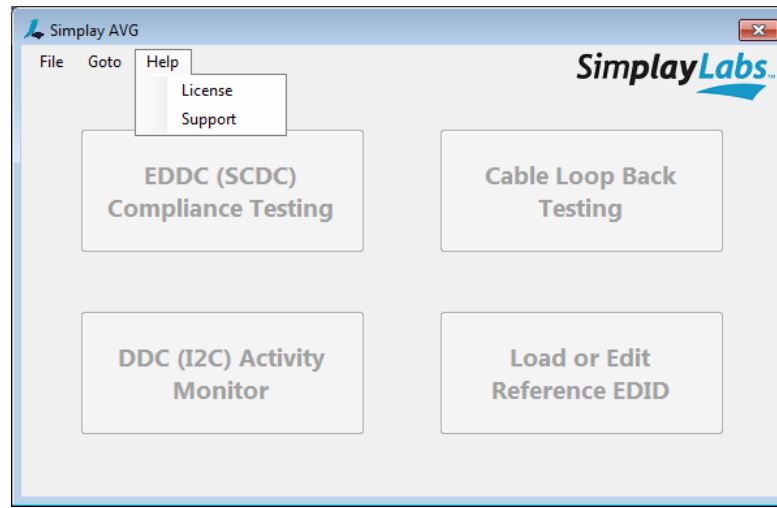 Simplay AVG
File Goto Help
SimplayLabs™
License
Support
EDDC (SCDC)
Compliance Testing
Cable Loop Back
Testing
DDC (I2C) Activity
Monitor
Load or Edit
Reference EDID